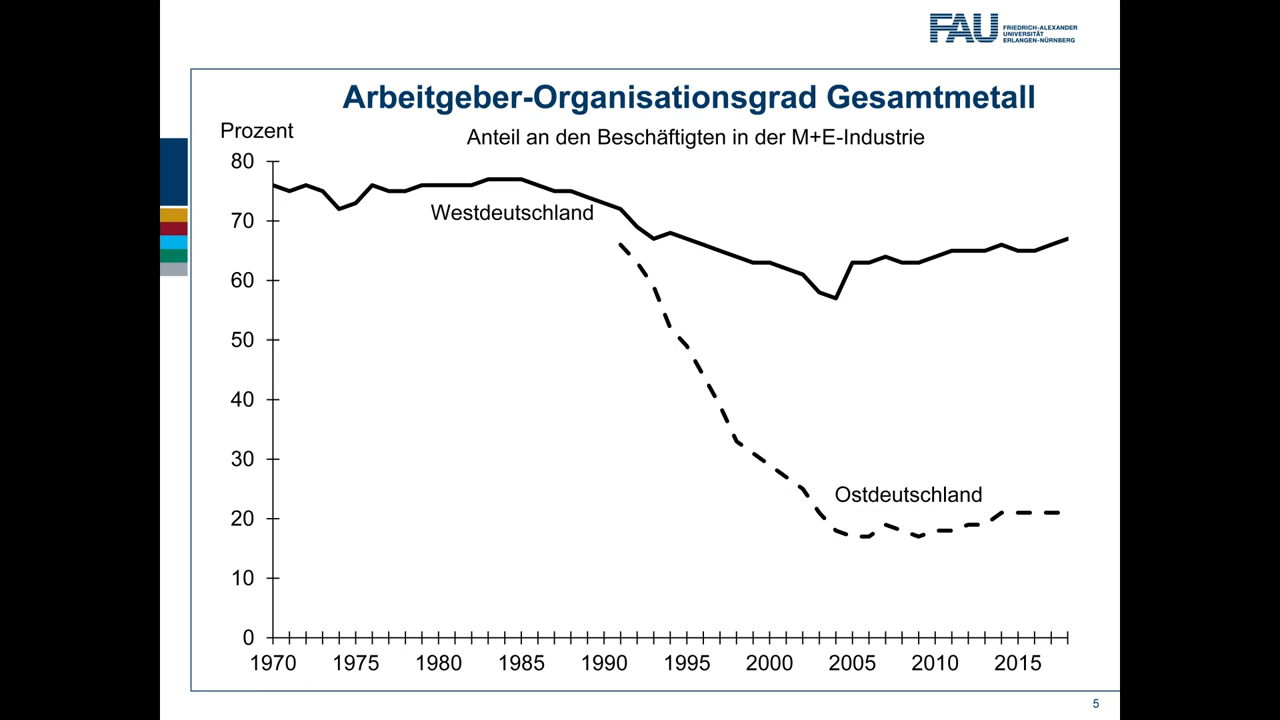 FAU
FRIEDRICH-ALEXANDER
UNIVERSITÄT
ERLANGEN-NÜRNBERG
Arbeitgeber-Organisationsgrad Gesamtmetall
Prozent
Anteil an den Beschäftigten in der M+E-Industrie
80
70
60
50
40
30
20
10
0
Westdeutschland
Ostdeutschland
1970 1975 1980 1985 1990 1995 2000 2005 2010 2015
5